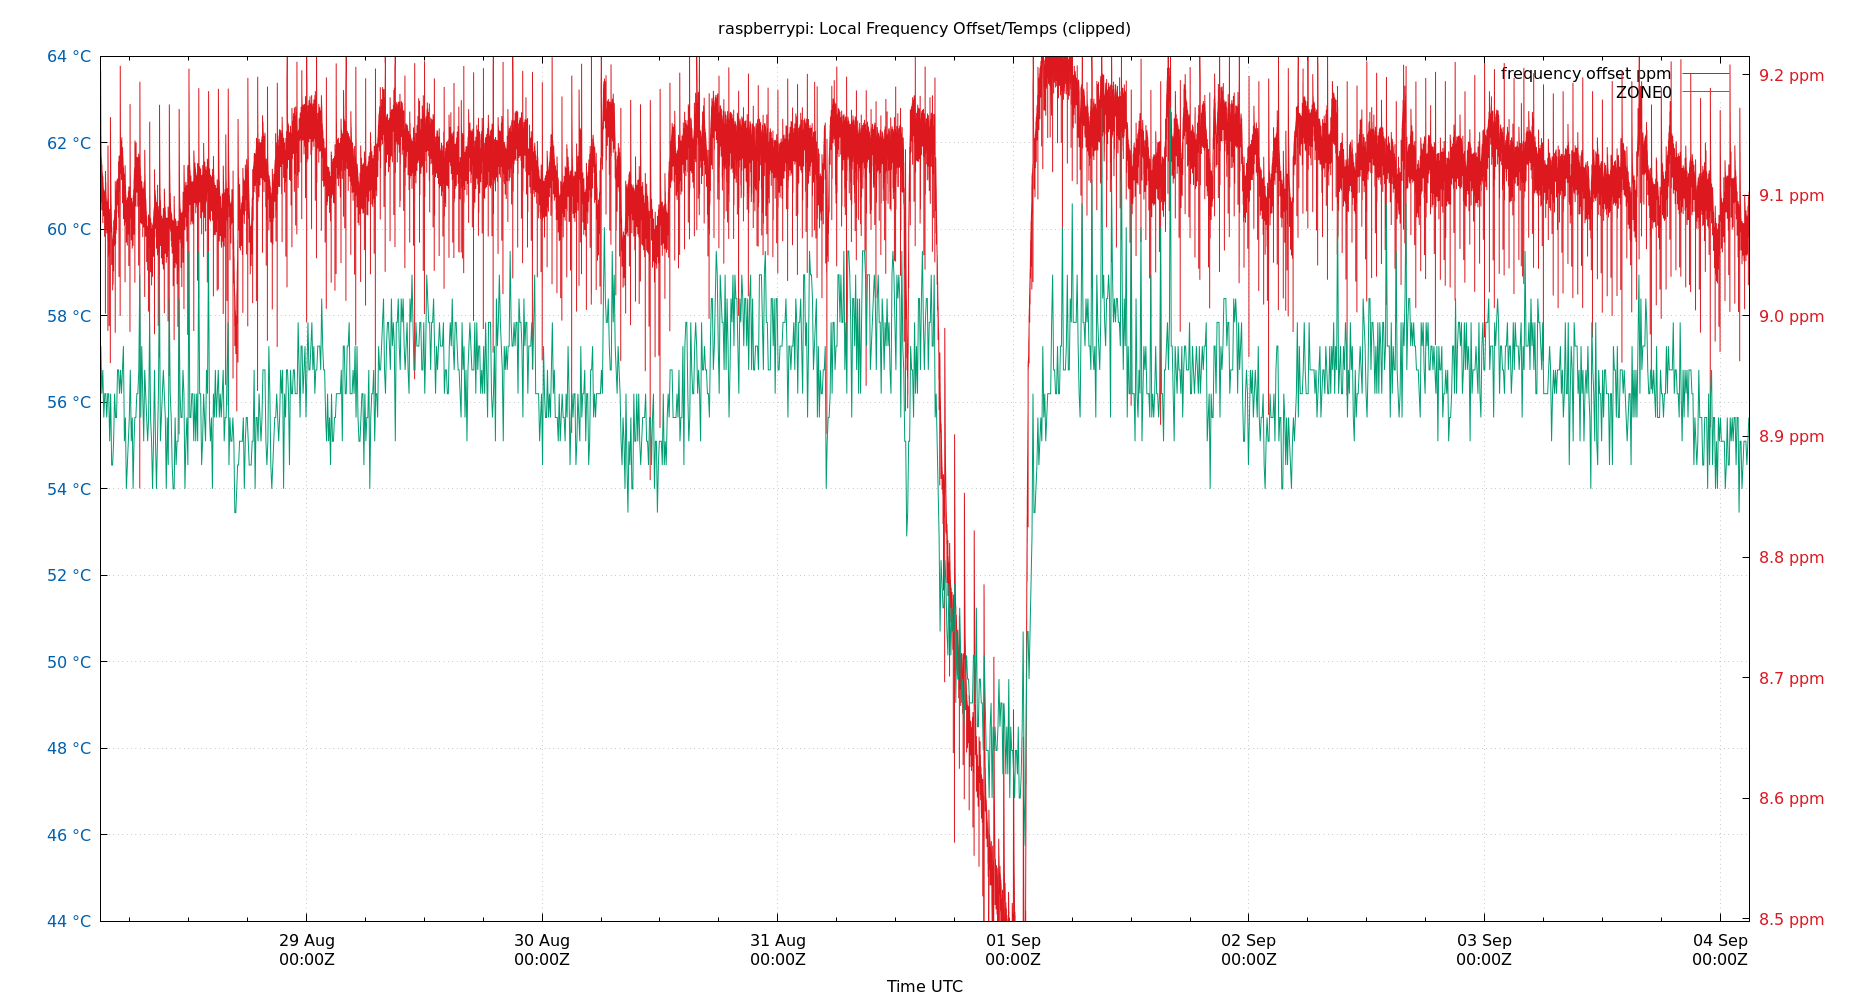 raspberrypi: Local Frequency Offset/Temps (clipped)
64 °C
62 °C
60 °C
58 °C
56 °C
54 °C
52 °C
50 °C
48 °C
46 °C
44 °C
frequency offset ppm
ZONE0
9.2 ppm
9.1 ppm
9.0 ppm
8.9 ppm
8.8 ppm
8.7 ppm
8.6 ppm
8.5 ppm
29 Aug
00:00Z
30 Aug
00:00Z
31 Aug
00:00Z
01 Sep
00:00Z
02 Sep
00:00Z
03 Sep
00:00Z
04 Sep
00:00Z
Time UTC